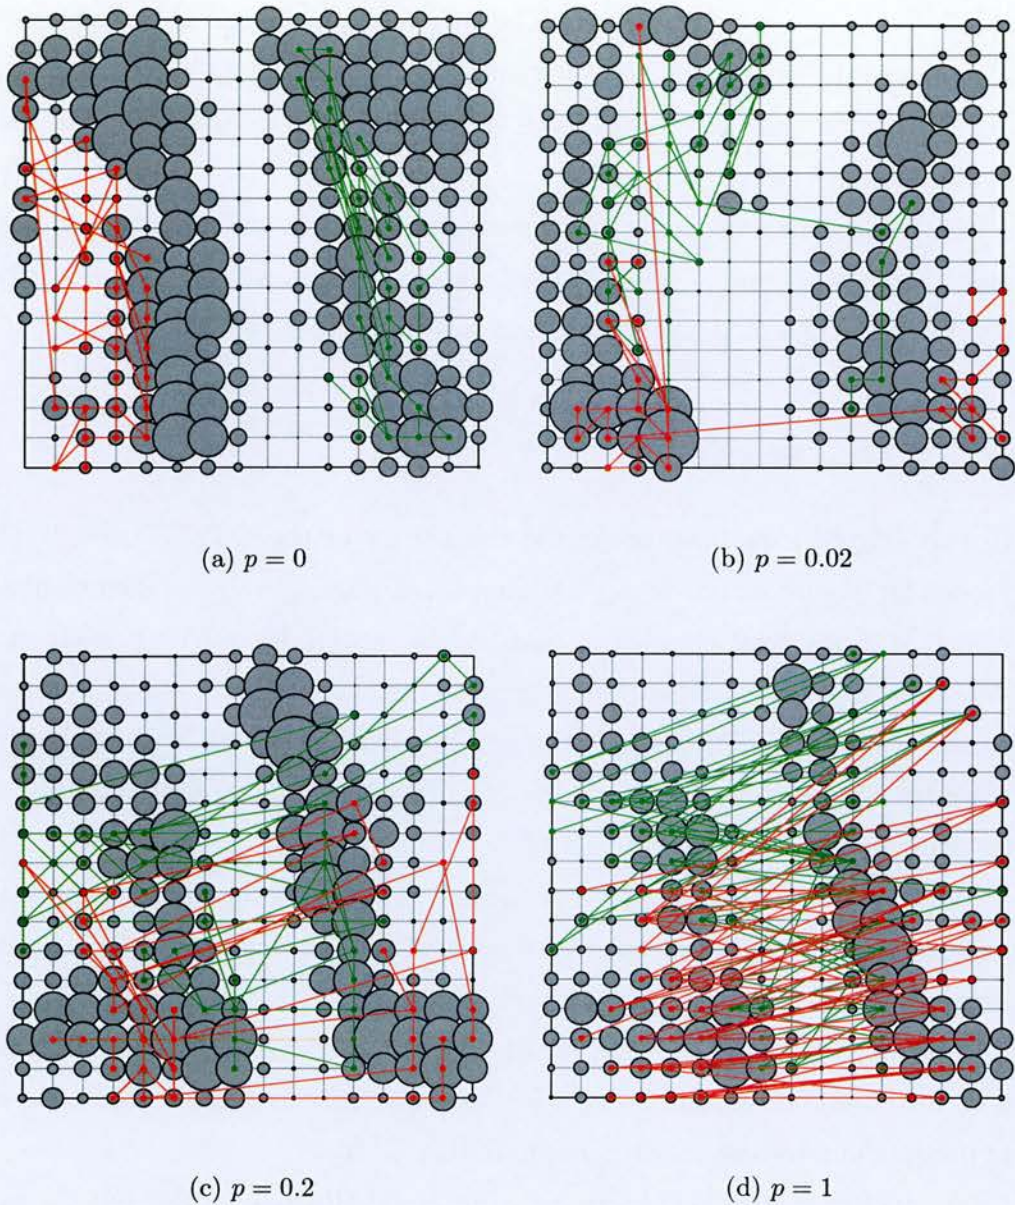 (a) p = 0
(b) p = 0.02
(c) p = 0.2
(d) p = 1